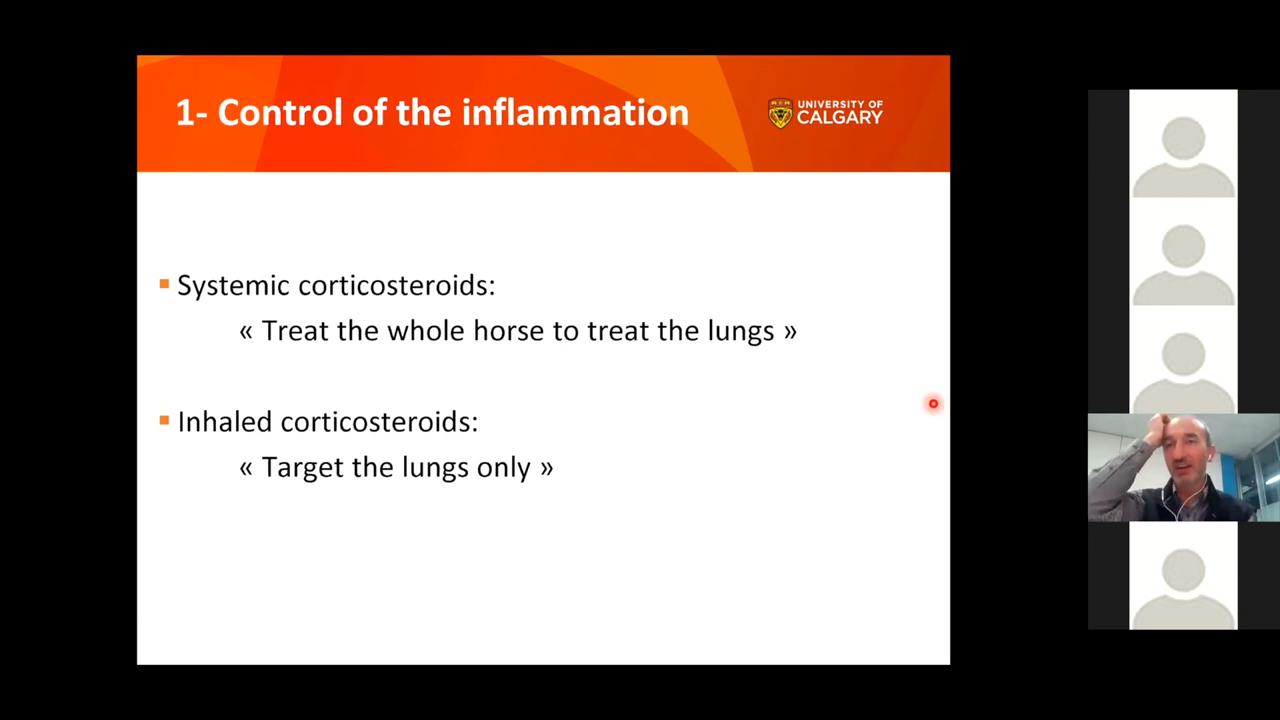 1- Control of the inflammation
UNIVERSITY OF
CALGARY
Systemic corticosteroids:
« Treat the whole horse to treat the lungs »
Inhaled corticosteroids:
« Target the lungs only »